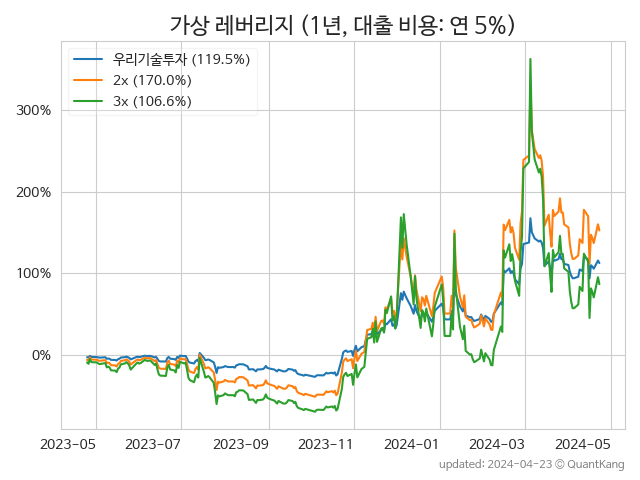 가상 레버리지 (1년, 대출 비용: 연 5%)
우리기술투자 (119.5%)
2x (170.0%)
3x (106.6%)
300%
200%
100%
0%
2023-05 2023-07 2023-09 2023-11 2024-01 2024-03 2024-05
updated: 2024-04-23 © QuantKang